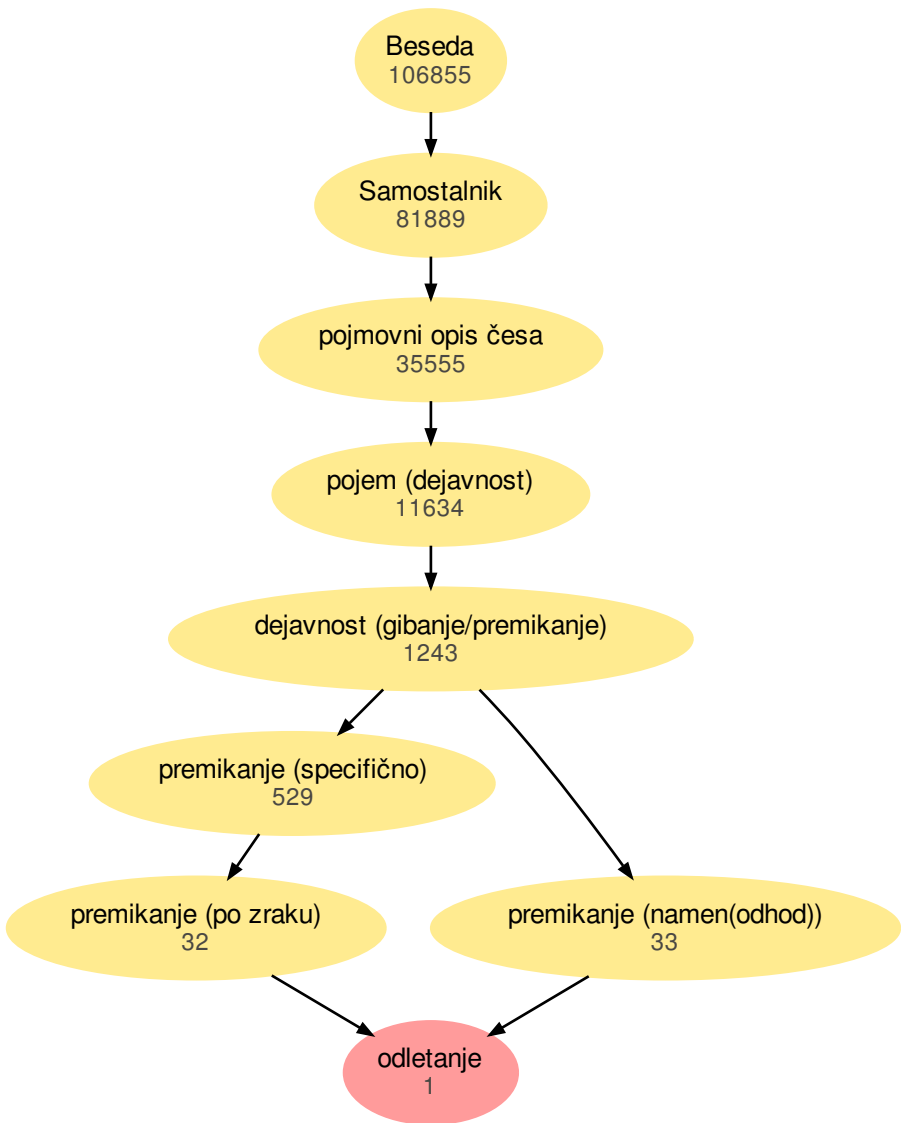 Beseda
106855
Samostalnik
81889
pojmovni opis česa
35555
pojem (dejavnost)
11634
dejavnost (gibanje/premikanje)
1243
premikanje (specifično)
529
premikanje (po zraku)
32
premikanje (namen(odhod))
33
odletanje
1